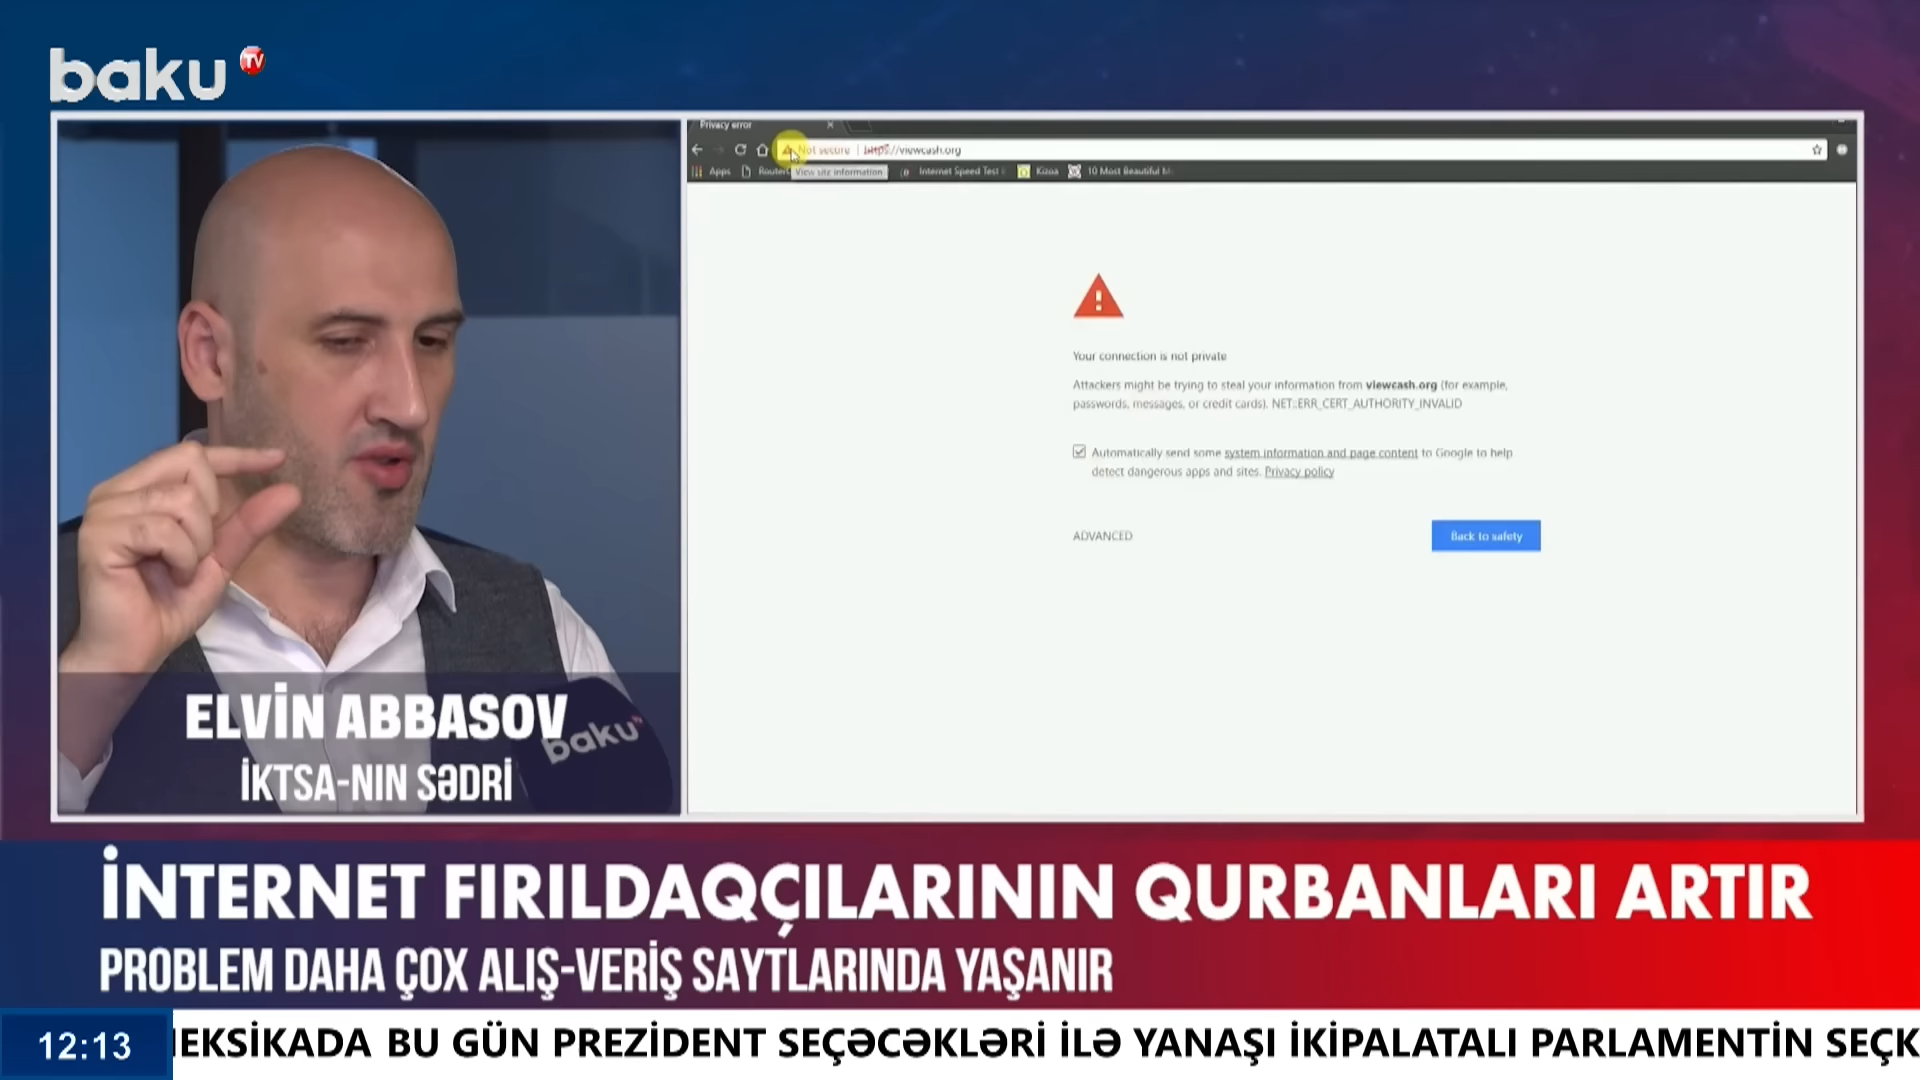 baku TV
Privacy error
Not secure | https://viewcash.org
Apps
View site information
Internet Speed Test
Kizoa
10 Most Beautiful
Your connection is not private
Attackers might be trying to steal your information from viewcash.org (for example,
passwords, messages, or credit cards). NET::ERR_CERT_AUTHORITY_INVALID
Automatically send some system information and page content to Google to help
detect dangerous apps and sites. Privacy policy
ADVANCED
Back to safety
baku
ELVİN ABBASOV
İKTSA-NIN SƏDRİ
İNTERNET FIRILDAQÇILARININ QURBANLARI ARTIR
PROBLEM DAHA ÇOX ALIŞ-VERİŞ SAYTLARINDA YAŞANIR
12:13
EKSİKADA BU GÜN PREZİDENT SEÇƏCƏKLƏRİ İLƏ YANAŞI İKİPALATALI PARLAMENTİN SEÇK